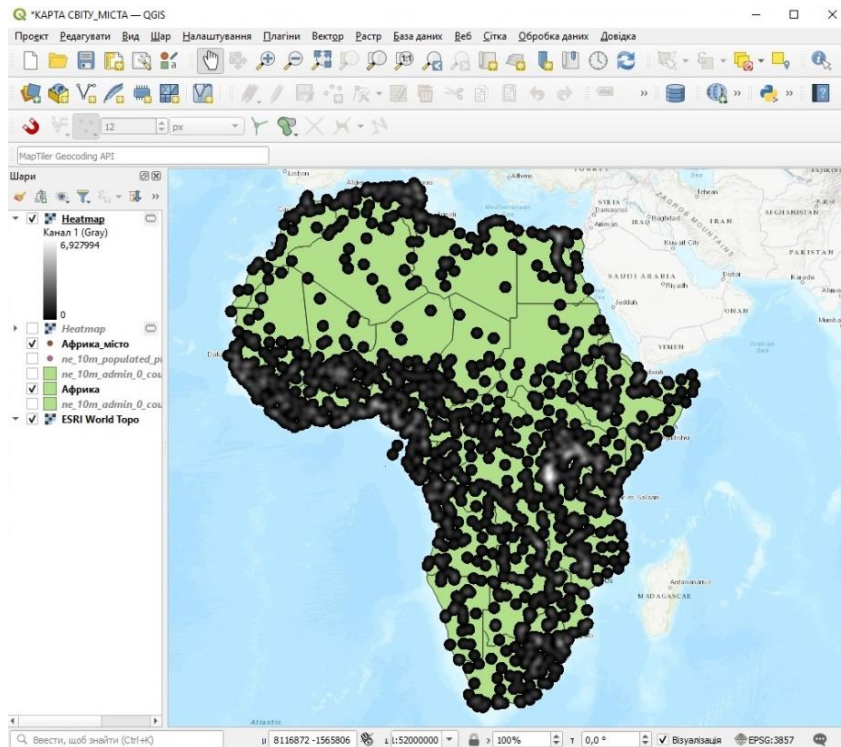 *КАРТА СВІТУ_МІСТА — QGIS
Проєкт Редагувати Вид Шар Налаштування Плагіни Вектор Растр База даних Веб Сітка Обробка даних Довідка
12 px
MapTiler Geocoding API
Шари
Heatmap
Канал 1 (Gray)
6,927994
0
Heatmap
Африка_місто
ne_10m_populated_pl
ne_10m_admin_0_cou
Африка
ne_10m_admin_0_cou
ESRI World Topo
Lisbon
Athens
Tehran
SYRIA
Damascus
Baghdad
IRAQ
Amman
ZAGROS MOUNTAINS
IRAN
AFGHANISTAN
Kuwait City
PAKISTAN
SAUDI ARABIA
Riyadh
Dubai
Karachi
Jeddah
OMAN
Mumba
YEMEN
Antananarivo
MADAGASCAR
Atlantic
Ввести, щоб знайти (Ctrl+K)
8116872 -1565806
1:52000000
100%
0,0 °
Візуалізація
EPSG:3857